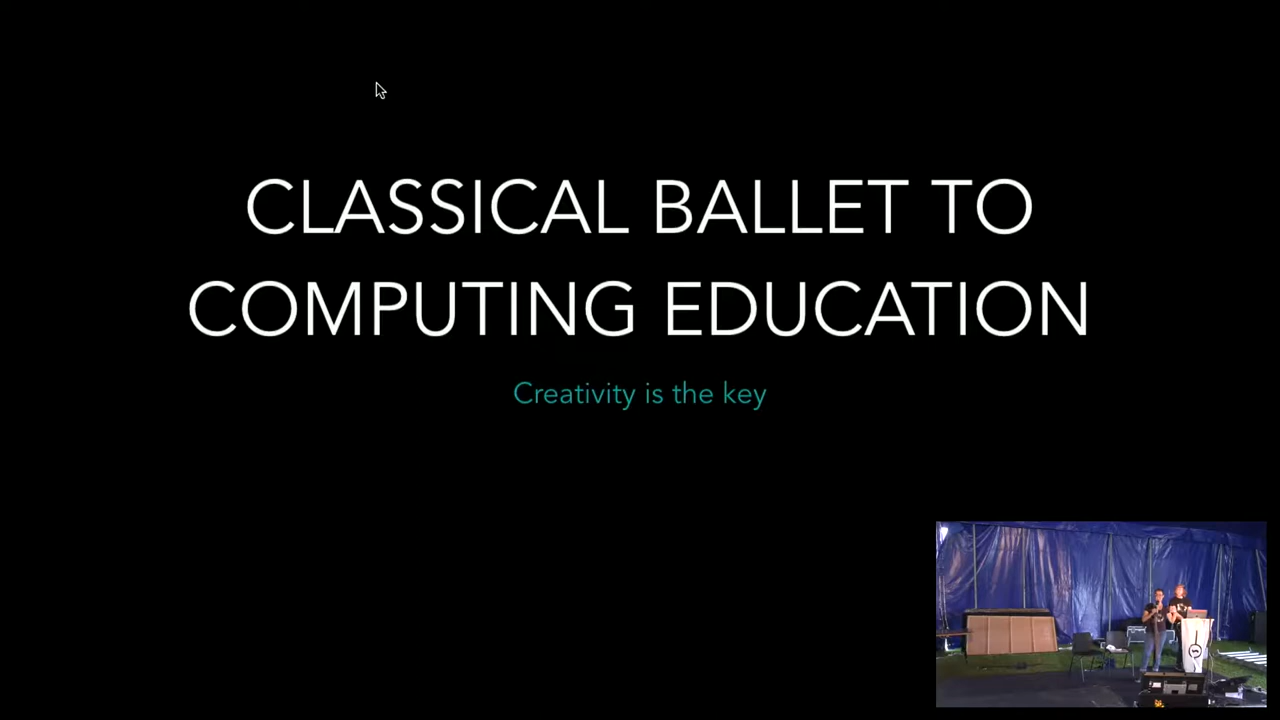 CLASSICAL BALLET TO
COMPUTING EDUCATION
Creativity is the key